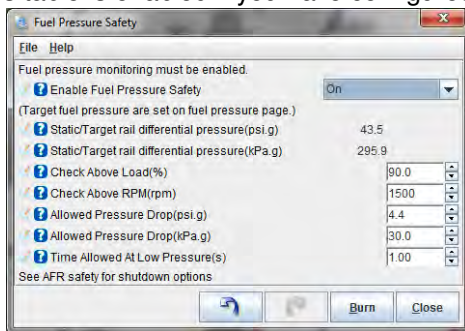 Fuel Pressure Safety
File Help
Fuel pressure monitoring must be enabled.
Enable Fuel Pressure Safety On
(Target fuel pressure are set on fuel pressure page.)
Static/Target rail differential pressure(psi.g) 43.5
Static/Target rail differential pressure(kPa.g) 295.9
Check Above Load(%) 90.0
Check Above RPM(rpm) 1500
Allowed Pressure Drop(psi.g) 4.4
Allowed Pressure Drop(kPa.g) 30.0
Time Allowed At Low Pressure(s) 1.00
See AFR safety for shutdown options
Burn Close